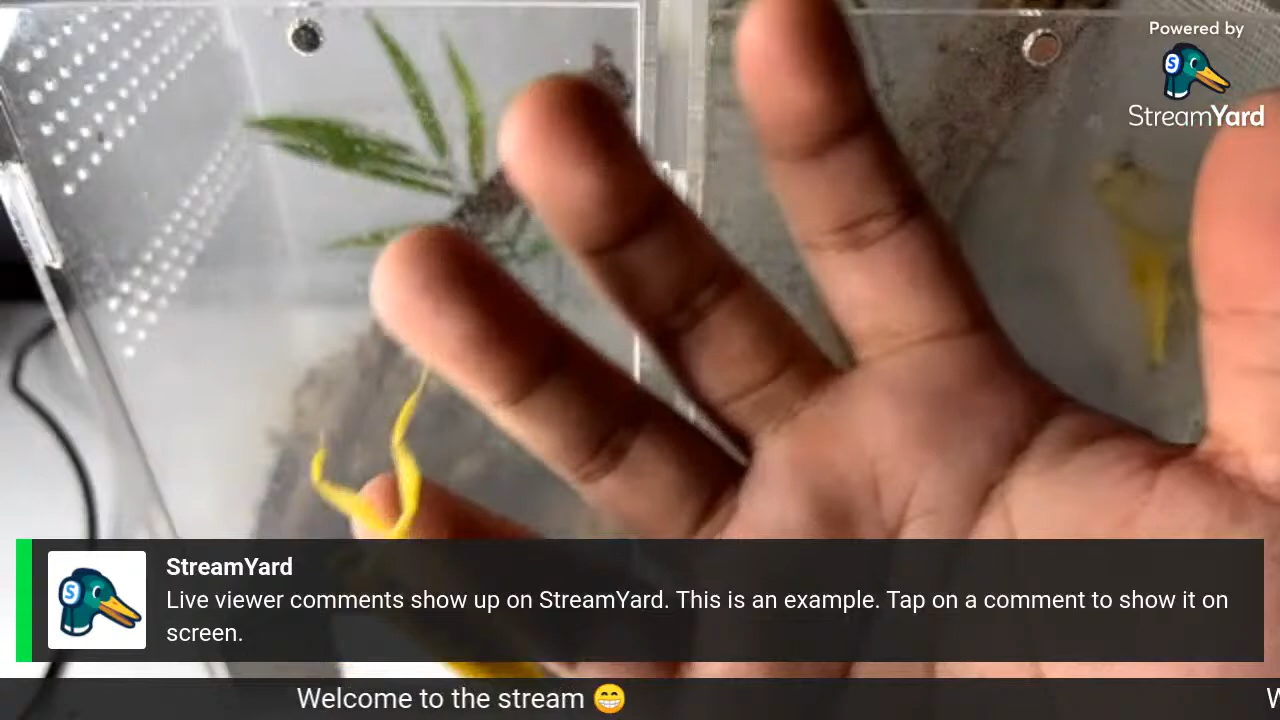 Powered by
StreamYard
StreamYard
Live viewer comments show up on StreamYard. This is an example. Tap on a comment to show it on
screen.
Welcome to the stream 😁